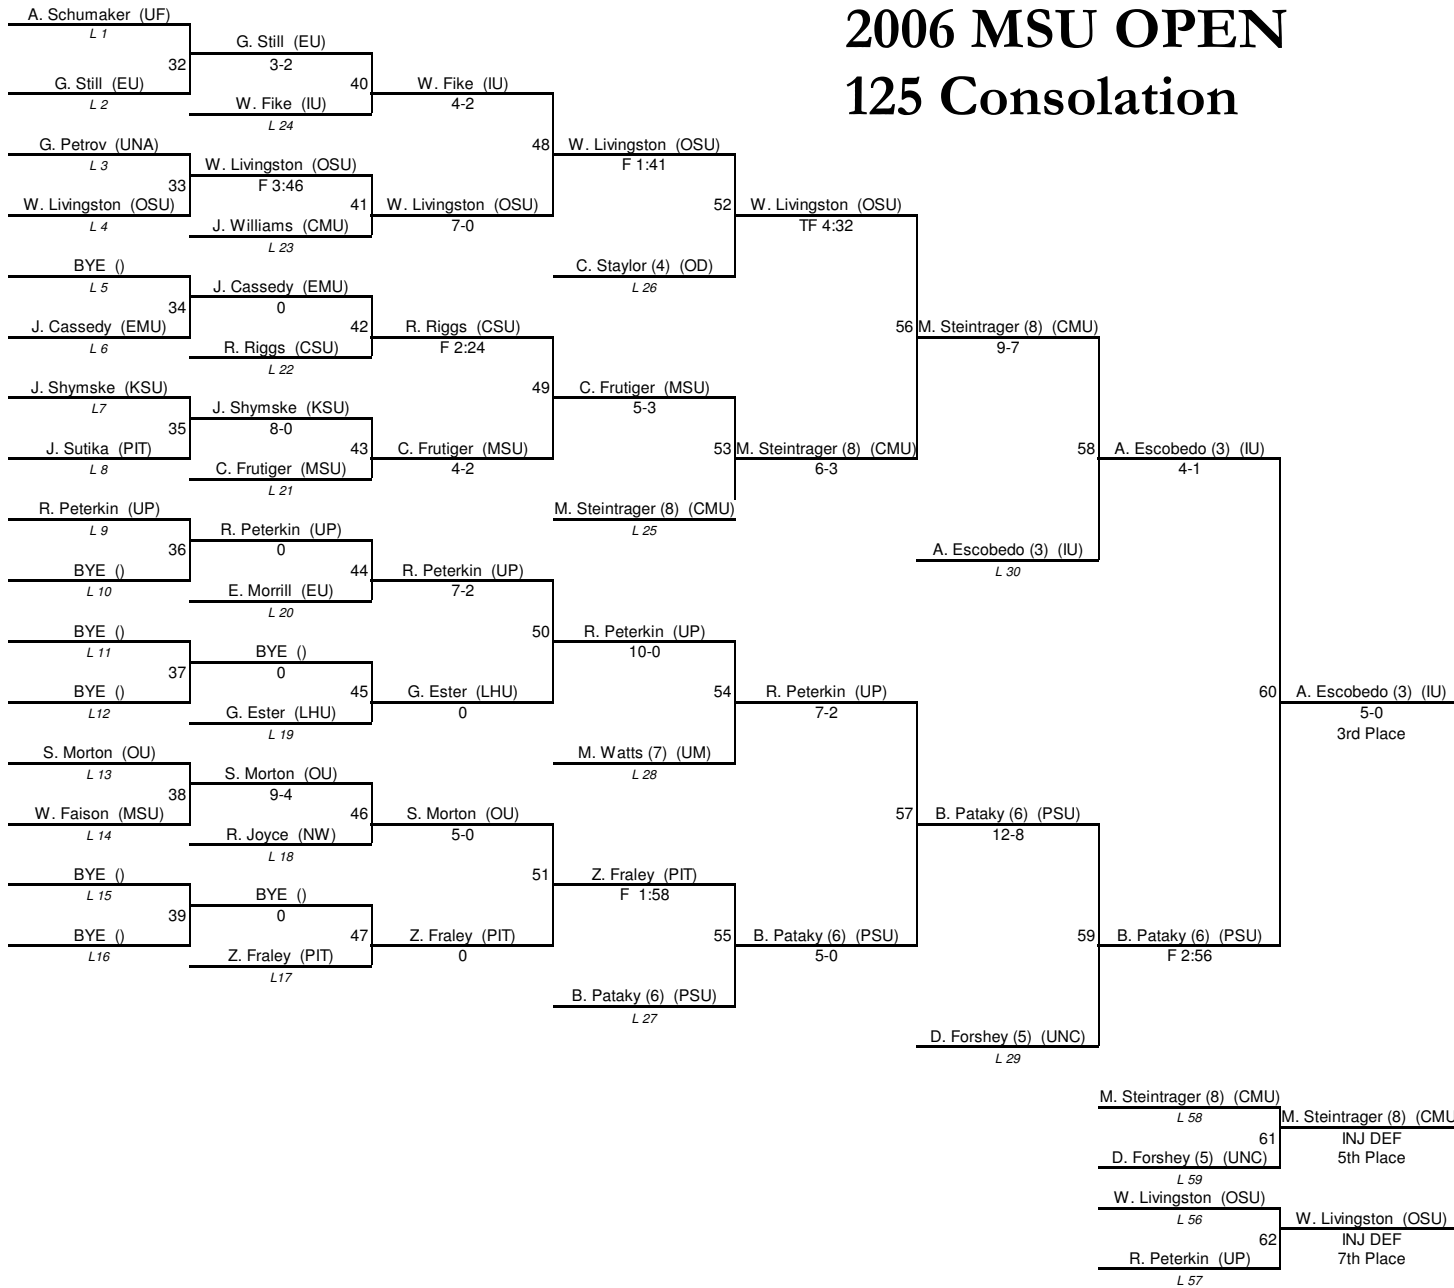 2006 MSU OPEN
125 Consolation
A. Schumaker (UF)
L 1
32
G. Still (EU)
L 2
G. Petrov (UNA)
L 3
33
W. Livingston (OSU)
L 4
BYE ()
L 5
34
J. Cassedy (EMU)
L 6
J. Shymske (KSU)
L7
35
J. Sutika (PIT)
L 8
R. Peterkin (UP)
L 9
36
BYE ()
L 10
BYE ()
L 11
37
BYE ()
L12
S. Morton (OU)
L 13
38
W. Faison (MSU)
L 14
BYE ()
L 15
39
BYE ()
L16
G. Still (EU)
3-2
40
W. Fike (IU)
L 24
W. Livingston (OSU)
F 3:46
41
J. Williams (CMU)
L 23
J. Cassedy (EMU)
0
42
R. Riggs (CSU)
L 22
J. Shymske (KSU)
8-0
43
C. Frutiger (MSU)
L 21
R. Peterkin (UP)
0
44
E. Morrill (EU)
L 20
BYE ()
0
45
G. Ester (LHU)
L 19
S. Morton (OU)
9-4
46
R. Joyce (NW)
L 18
BYE ()
0
47
Z. Fraley (PIT)
L17
W. Fike (IU)
4-2
48
W. Livingston (OSU)
7-0
R. Riggs (CSU)
F 2:24
49
C. Frutiger (MSU)
4-2
R. Peterkin (UP)
7-2
50
G. Ester (LHU)
0
S. Morton (OU)
5-0
51
Z. Fraley (PIT)
0
W. Livingston (OSU)
F 1:41
52
C. Staylor (4) (OD)
L 26
C. Frutiger (MSU)
5-3
53
M. Steintrager (8) (CMU)
L 25
R. Peterkin (UP)
10-0
54
M. Watts (7) (UM)
L 28
Z. Fraley (PIT)
F 1:58
55
B. Pataky (6) (PSU)
L 27
W. Livingston (OSU)
TF 4:32
56
M. Steintrager (8) (CMU)
6-3
R. Peterkin (UP)
7-2
57
B. Pataky (6) (PSU)
5-0
M. Steintrager (8) (CMU)
9-7
58
A. Escobedo (3) (IU)
L 30
B. Pataky (6) (PSU)
12-8
59
D. Forshey (5) (UNC)
L 29
A. Escobedo (3) (IU)
4-1
60
B. Pataky (6) (PSU)
F 2:56
A. Escobedo (3) (IU)
5-0
3rd Place
M. Steintrager (8) (CMU)
L 58
61
D. Forshey (5) (UNC)
L 59
M. Steintrager (8) (CMU
INJ DEF
5th Place
W. Livingston (OSU)
L 56
62
R. Peterkin (UP)
L 57
W. Livingston (OSU)
INJ DEF
7th Place